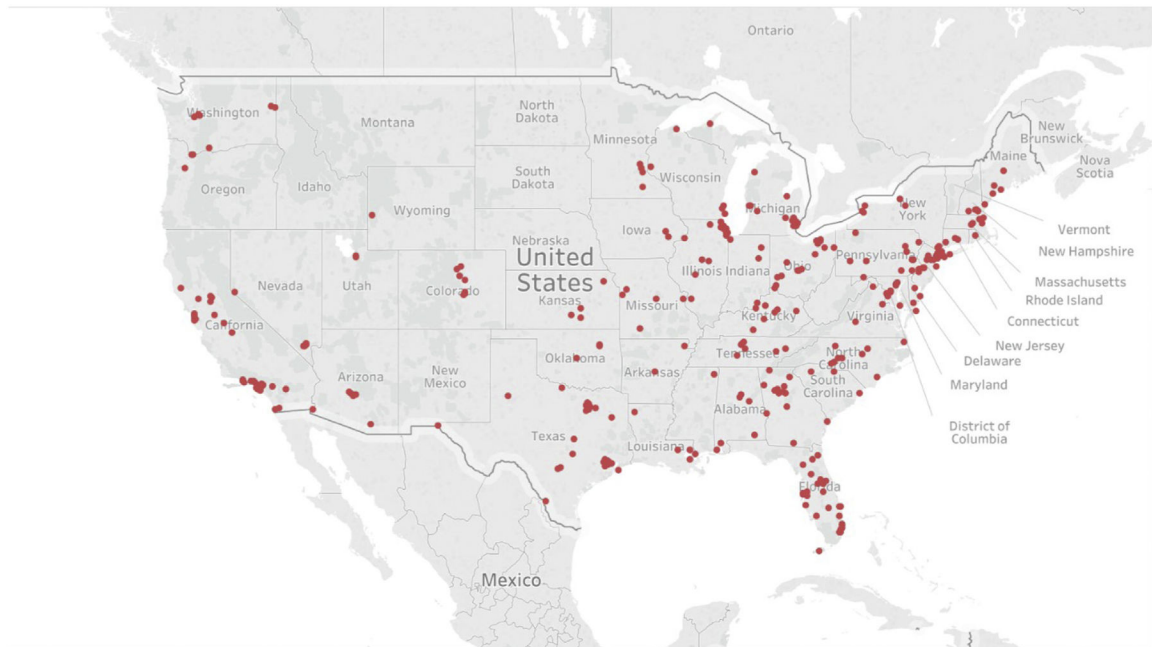 Ontario
Washington
Montana
North
Dakota
Minnesota
New
Brunswick
Maine
Nova
Scotia
Oregon
Idaho
South
Dakota
Wisconsin
Michigan
New
York
Wyoming
Vermont
Iowa
Nebraska
New Hampshire
United
States
Nevada
Utah
Colorado
Kansas
Illinois
Indiana
Ohio
Pennsylvania
Massachusetts
Rhode Island
Connecticut
California
Missouri
Kentucky
Virginia
New Jersey
Delaware
Maryland
Oklahoma
Tennessee
North
Carolina
Arizona
New
Mexico
Arkansas
South
Carolina
Alabama
District of
Columbia
Texas
Louisiana
Florida
Mexico